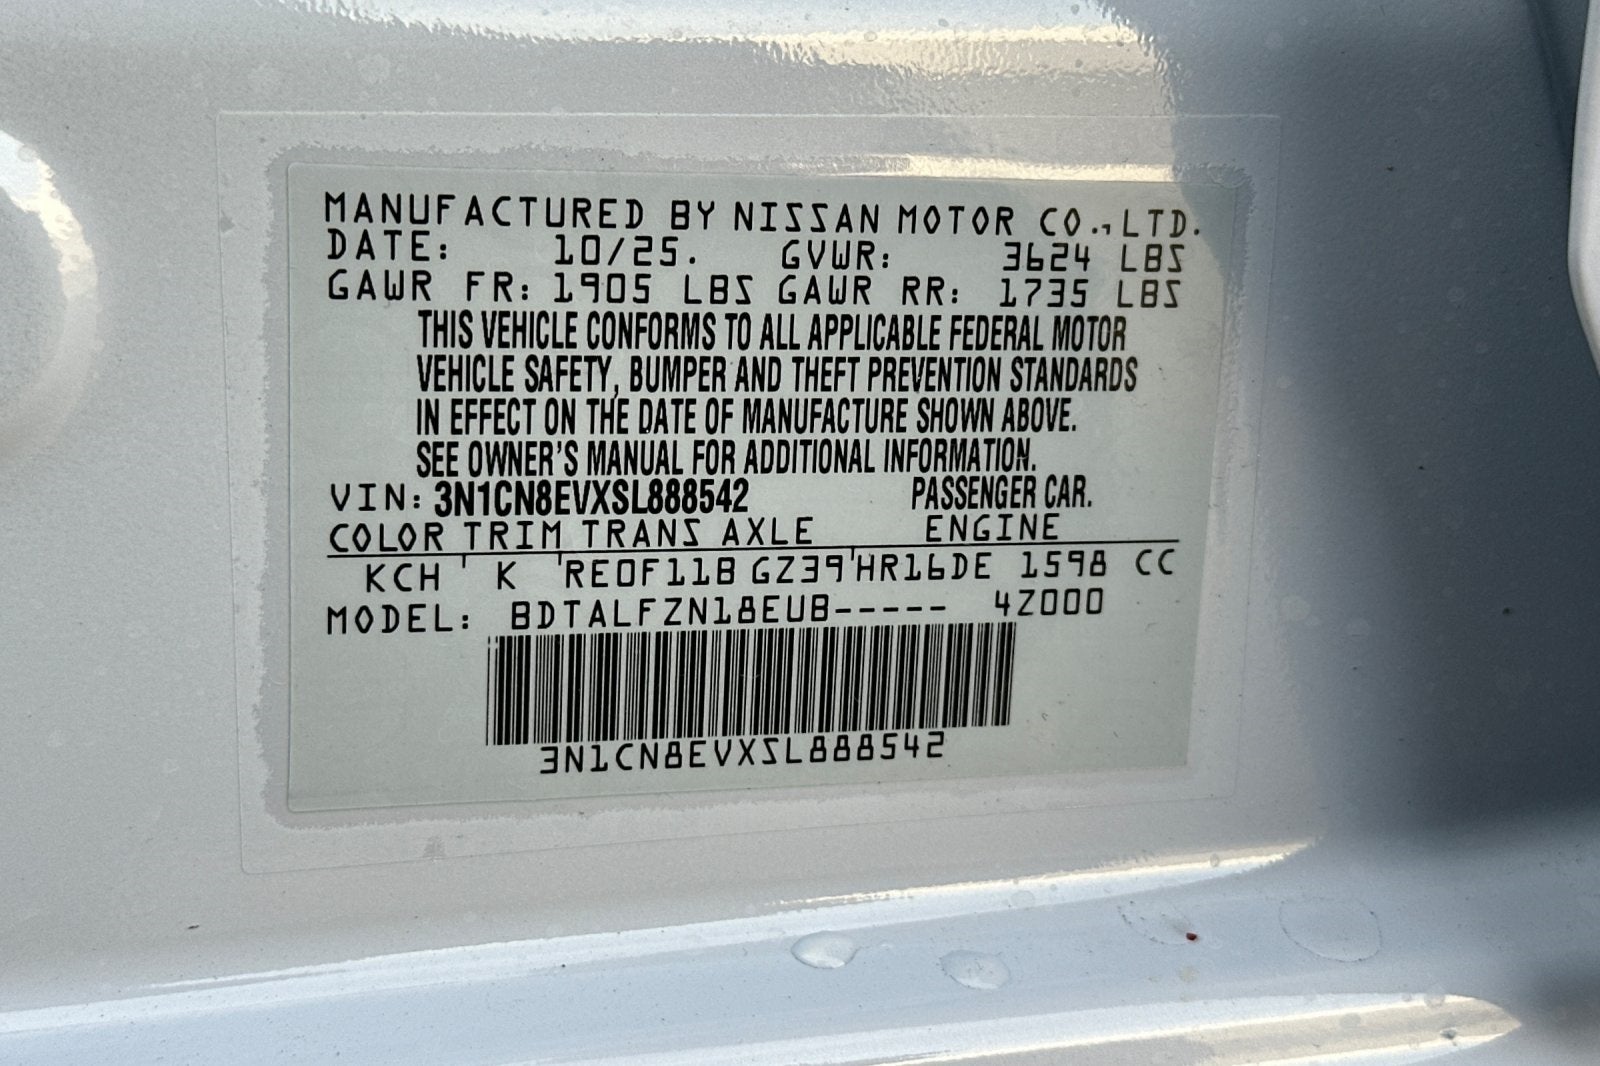 MANUFACTURED BY NISSAN MOTOR CO., LTD.
DATE: 10/25. GVWR: 3624 LBS
GAWR FR: 1905 LBS GAWR RR: 1735 LBS
THIS VEHICLE CONFORMS TO ALL APPLICABLE FEDERAL MOTOR
VEHICLE SAFETY, BUMPER AND THEFT PREVENTION STANDARDS
IN EFFECT ON THE DATE OF MANUFACTURE SHOWN ABOVE.
SEE OWNER'S MANUAL FOR ADDITIONAL INFORMATION.
VIN: 3N1CN8EVXSL888542 PASSENGER CAR.
COLOR TRIM TRANS AXLE ENGINE
KCH K RE0F11B GZ39 HR16DE 1598 CC
MODEL: BDTALFZN18EUB----- 4Z000
3N1CN8EVXSL888542